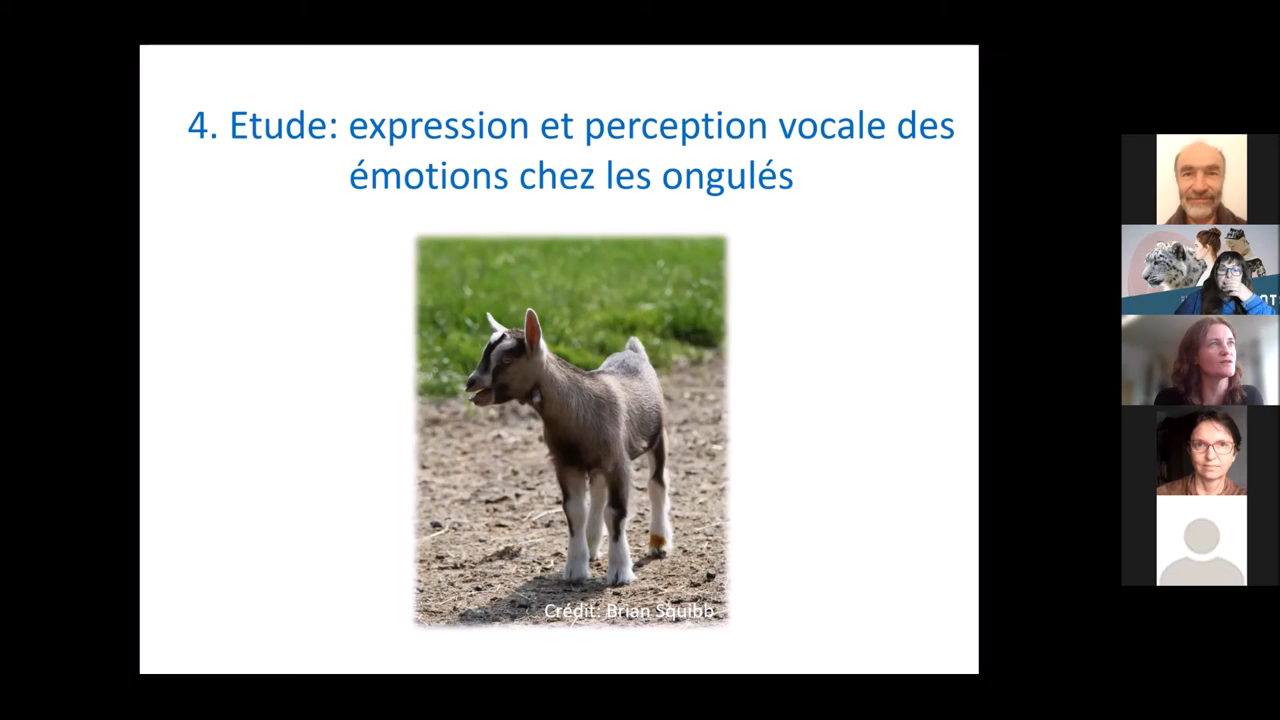 4. Etude: expression et perception vocale des
émotions chez les ongulés
Crédit: Brian Squibb